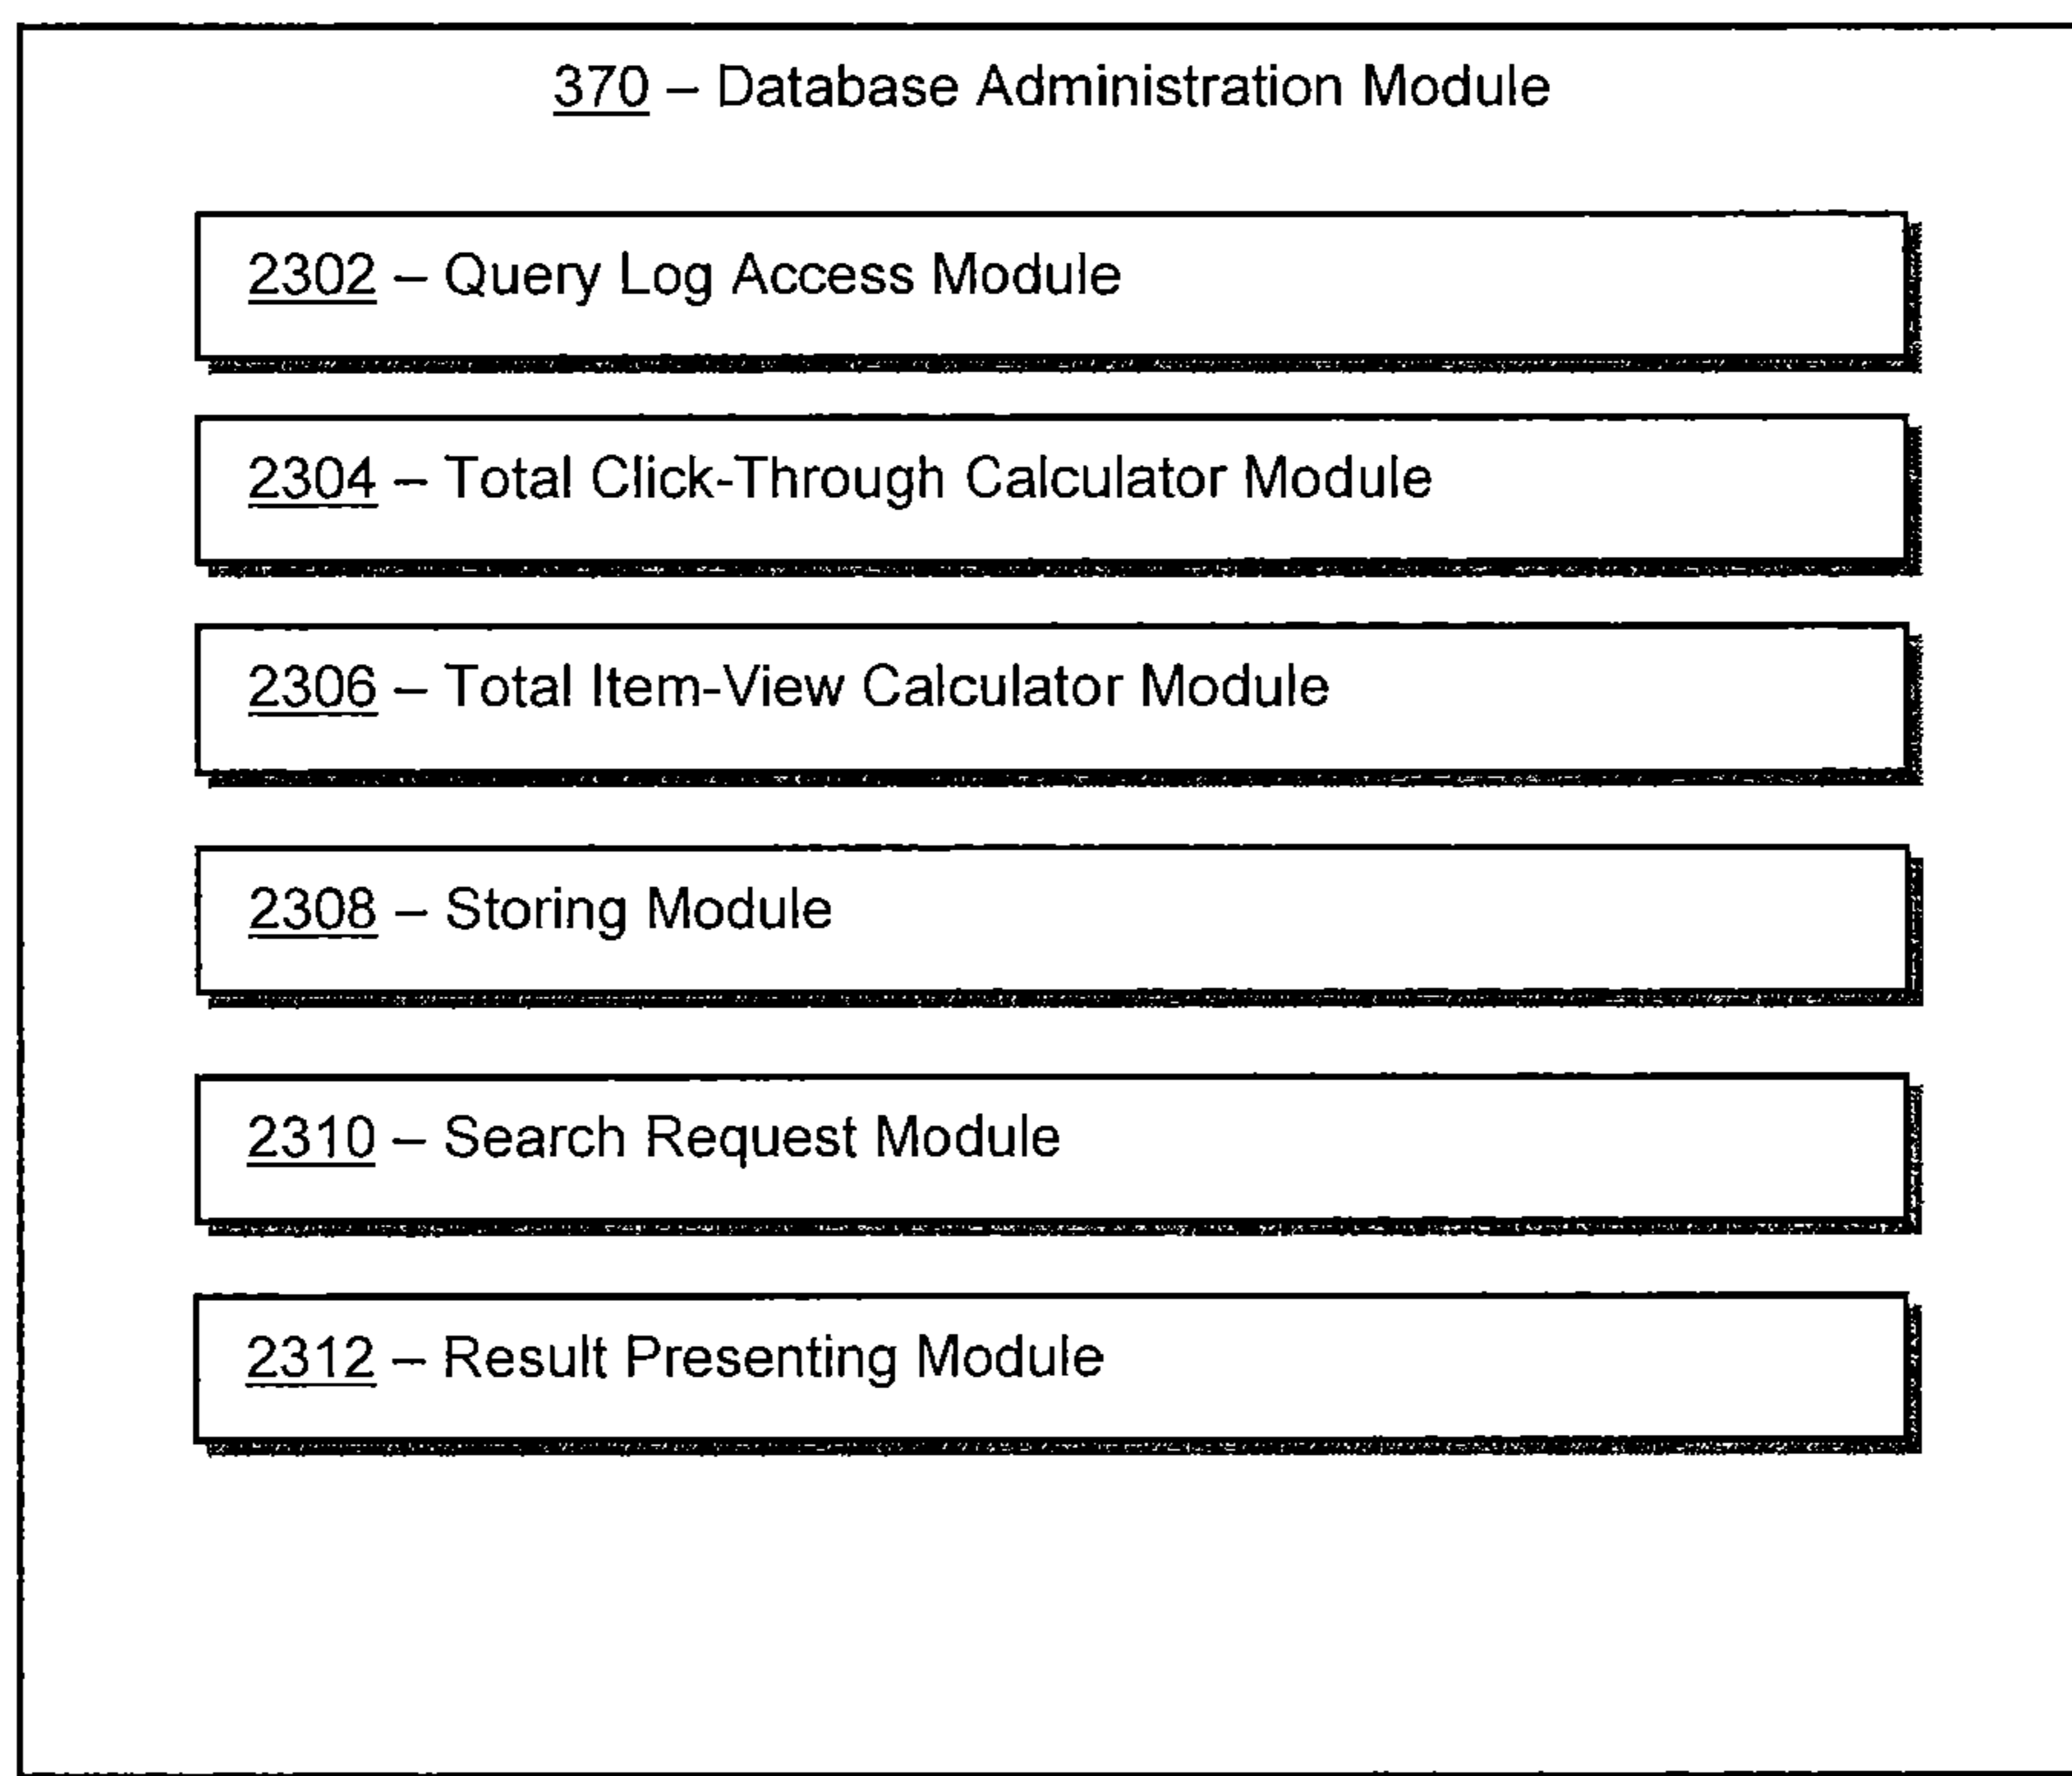 370 – Database Administration Module
2302 – Query Log Access Module
2304 – Total Click-Through Calculator Module
2306 – Total Item-View Calculator Module
2308 – Storing Module
2310 – Search Request Module
2312 – Result Presenting Module